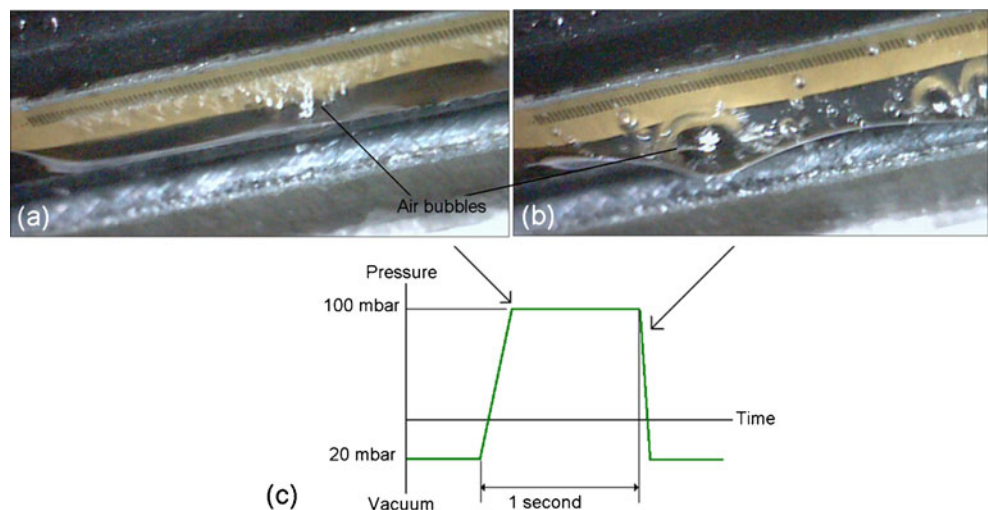 (a)
Air bubbles
(b)
Pressure
100 mbar
Time
20 mbar
(c)
Vacuum
1 second